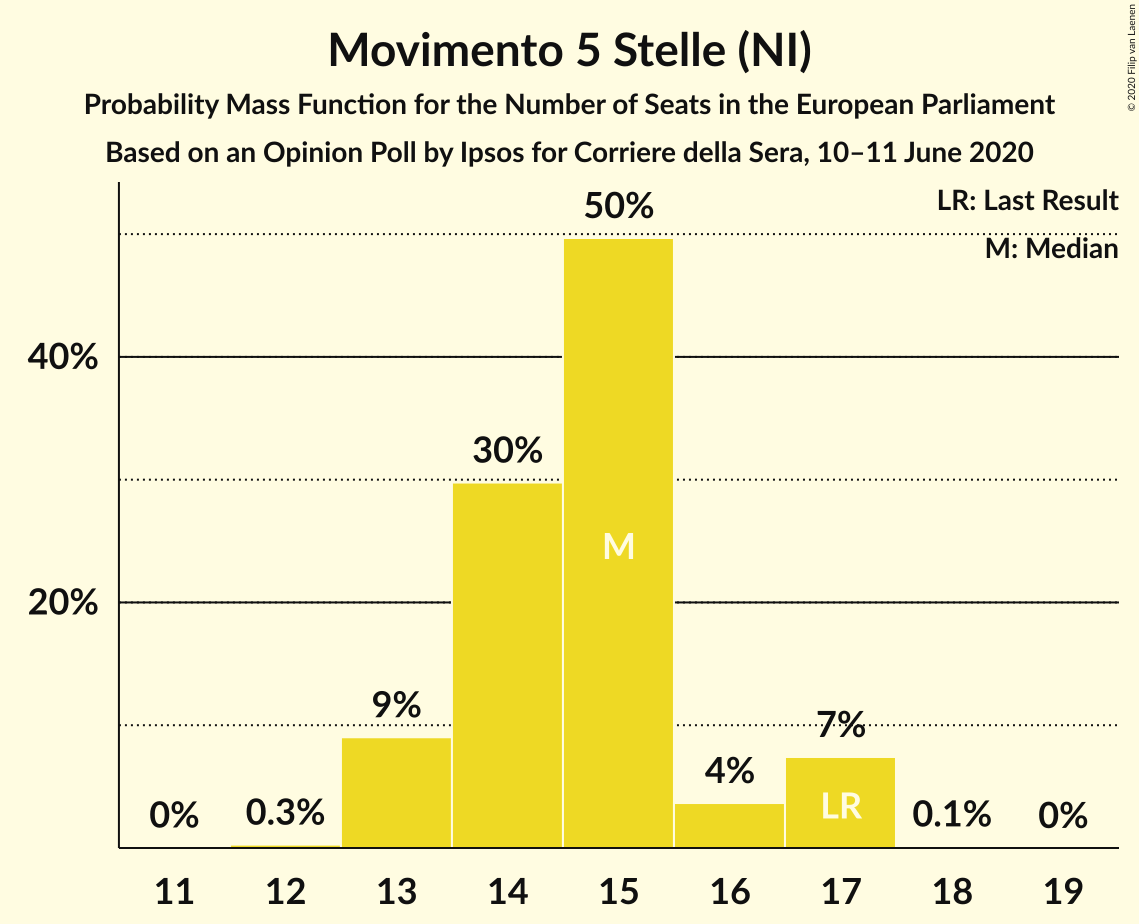 Movimento 5 Stelle (NI)
Probability Mass Function for the Number of Seats in the European Parliament
Based on an Opinion Poll by Ipsos for Corriere della Sera, 10–11 June 2020
© 2020 Filip van Laenen
LR: Last Result
M: Median
50%
40%
30%
M
20%
9%
7%
4%
LR
0%
0.3%
0.1%
0%
11 12 13 14 15 16 17 18 19